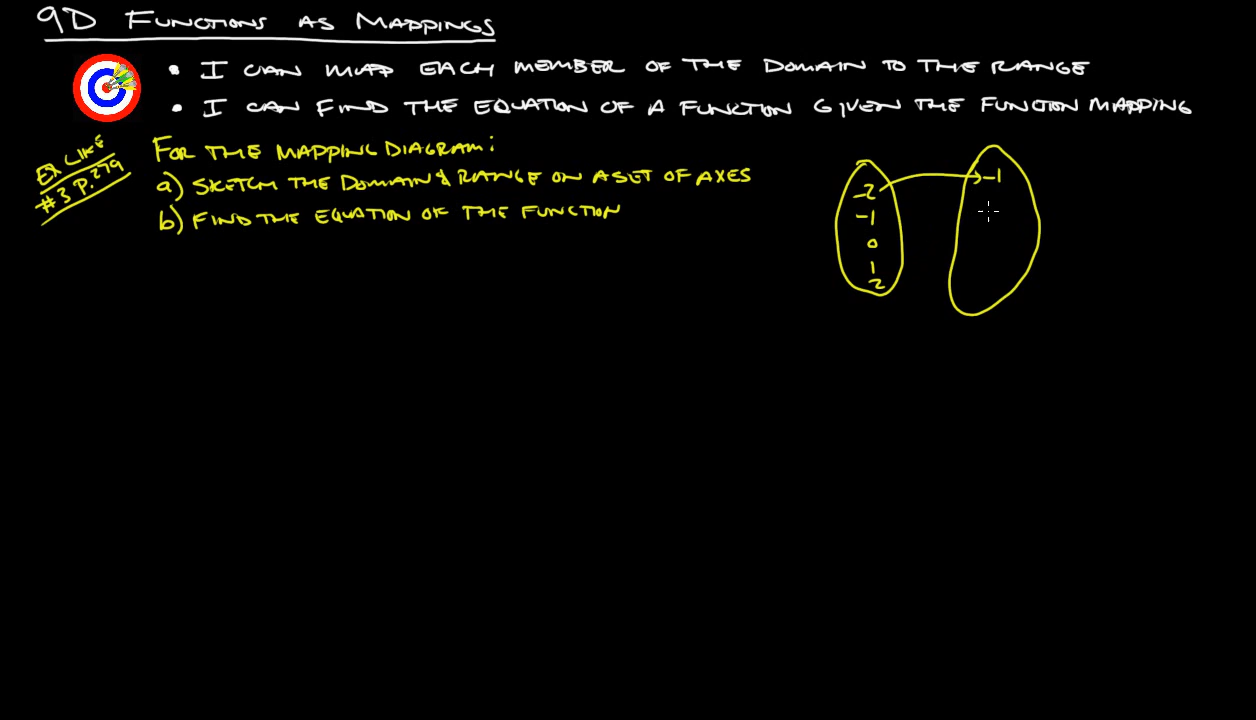 9D FUNCTIONS AS MAPPINGS
• I CAN MAP EACH MEMBER OF THE DOMAIN TO THE RANGE
• I CAN FIND THE EQUATION OF A FUNCTION GIVEN THE FUNCTION MAPPING
EX LIKE
#3 P.279
FOR THE MAPPING DIAGRAM:
a) SKETCH THE DOMAIN & RANGE ON A SET OF AXES
b) FIND THE EQUATION OF THE FUNCTION
-2
-1
0
1
2
-1